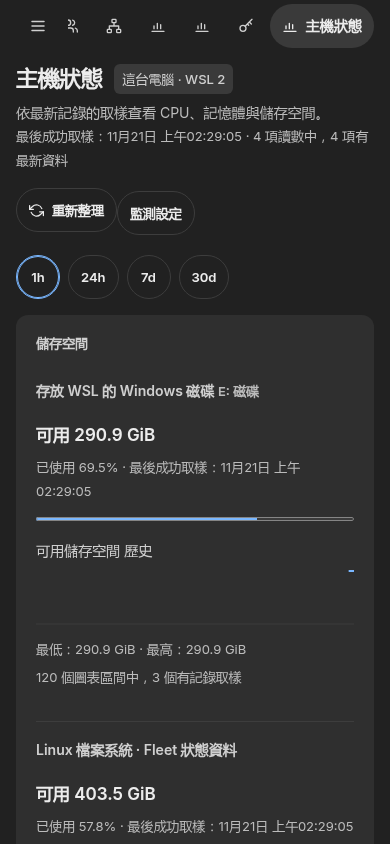 主機狀態
主機狀態 這台電腦 · WSL 2
依最新記錄的取樣查看 CPU、記憶體與儲存空間。
最後成功取樣：11月21日 上午02:29:05 · 4 項讀數中，4 項有
最新資料
重新整理 監測設定
1h 24h 7d 30d
儲存空間
存放 WSL 的 Windows 磁碟 E: 磁碟
可用 290.9 GiB
已使用 69.5% · 最後成功取樣：11月21日 上午
02:29:05
可用儲存空間 歷史
最低：290.9 GiB · 最高：290.9 GiB
120 個圖表區間中，3 個有記錄取樣
Linux 檔案系統 · Fleet 狀態資料
可用 403.5 GiB
已使用 57.8% · 最後成功取樣：11月21日 上午02:29:05